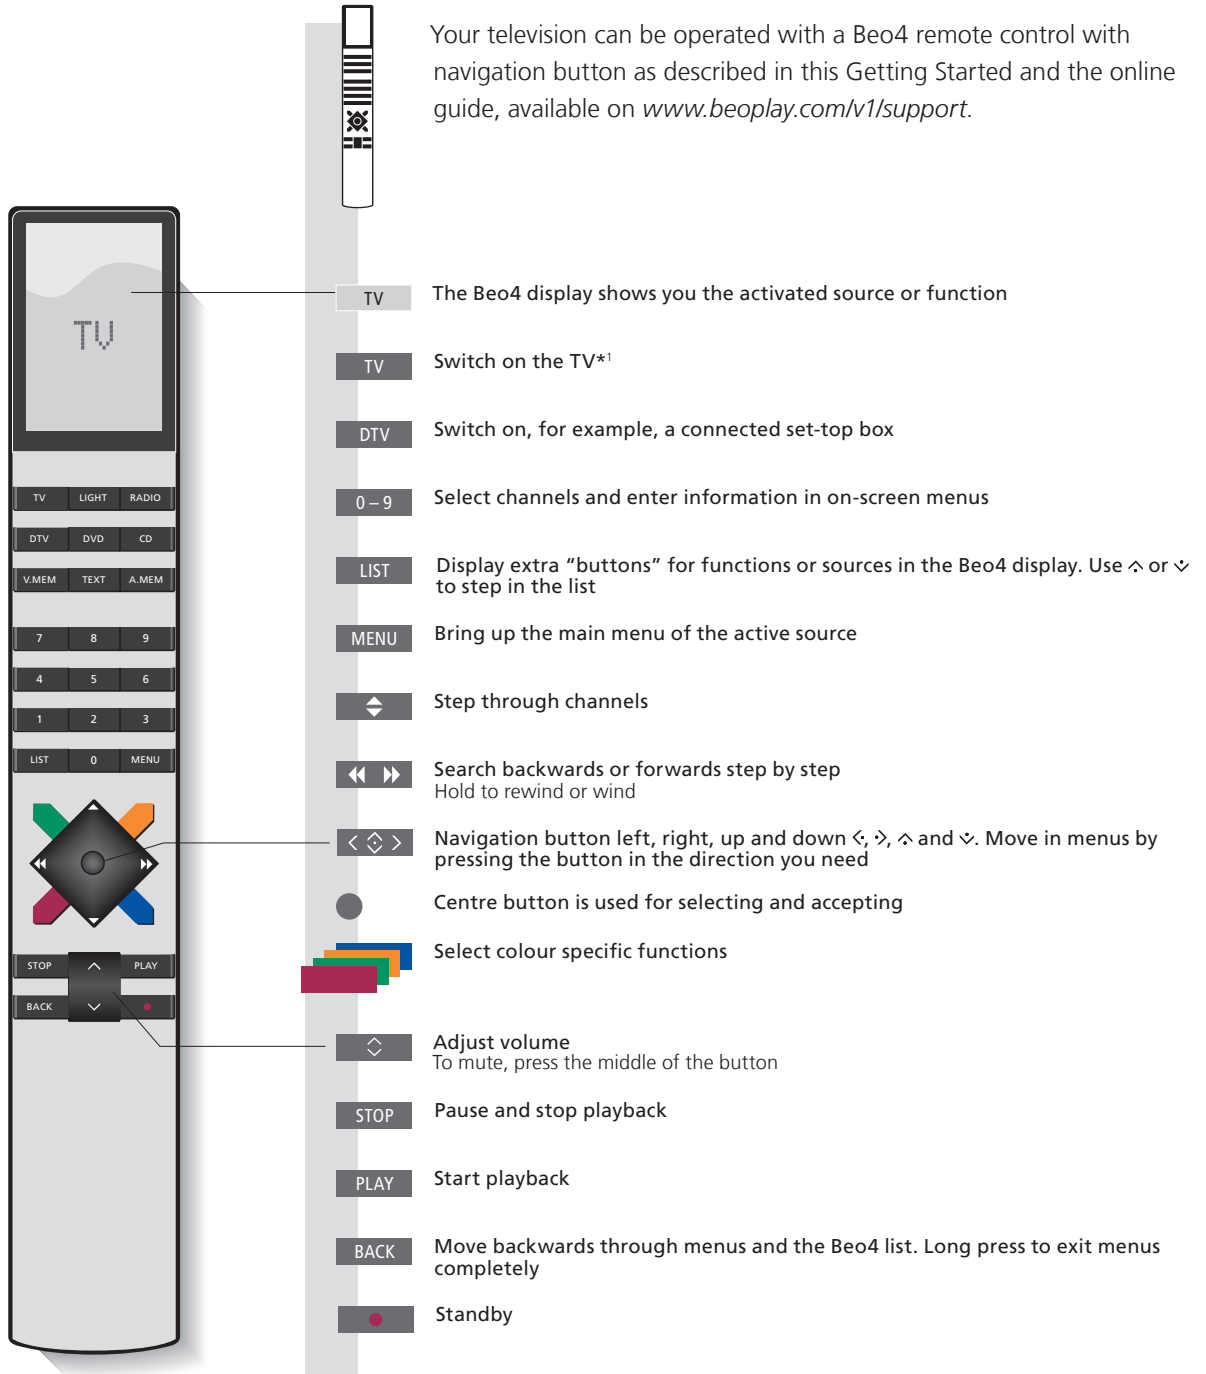 Your television can be operated with a Beo4 remote control with
navigation button as described in this Getting Started and the online
guide, available on www.beoplay.com/v1/support.
TV
TV LIGHT RADIO
DTV DVD CD
V.MEM TEXT A.MEM
7 8 9
4 5 6
1 2 3
LIST 0 MENU
STOP PLAY
BACK
TV The Beo4 display shows you the activated source or function
TV Switch on the TV*1
DTV Switch on, for example, a connected set-top box
0 – 9 Select channels and enter information in on-screen menus
LIST Display extra “buttons” for functions or sources in the Beo4 display. Use or
to step in the list
MENU Bring up the main menu of the active source
Step through channels
Search backwards or forwards step by step
Hold to rewind or wind
Navigation button left, right, up and down , , and . Move in menus by
pressing the button in the direction you need
Centre button is used for selecting and accepting
Select colour specific functions
Adjust volume
To mute, press the middle of the button
STOP Pause and stop playback
PLAY Start playback
BACK Move backwards through menus and the Beo4 list. Long press to exit menus
completely
Standby